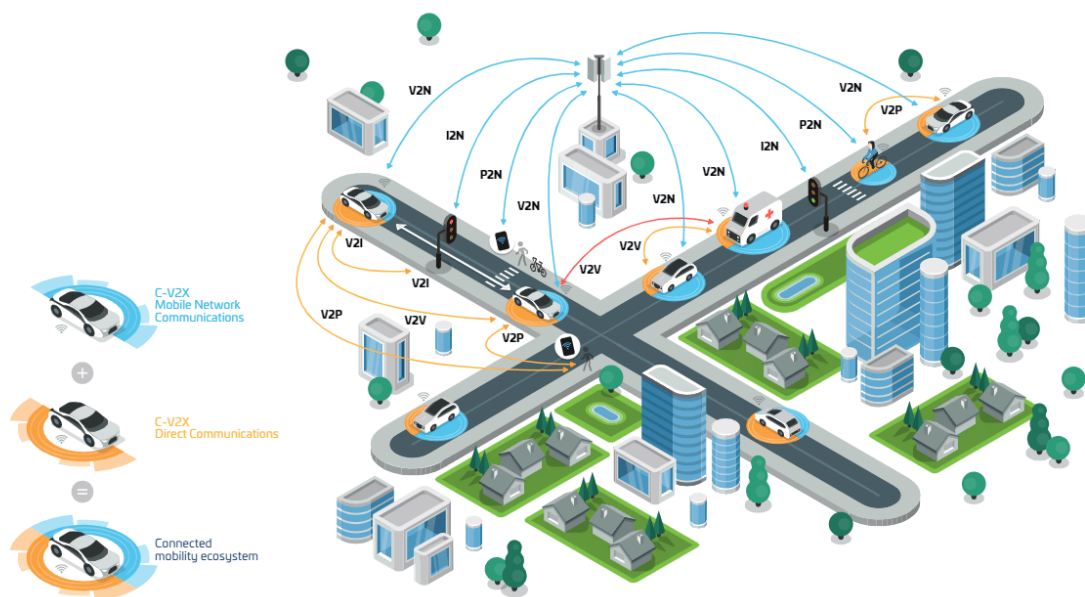 V2N
V2N
I2N
V2P
P2N
I2N
P2N
V2N
V2N
V2N
V2V
V2I
V2V
V2I
C-V2X
Mobile Network
Communications
V2P
V2V
V2P
+
C-V2X
Direct Communications
=
Connected
mobility ecosystem